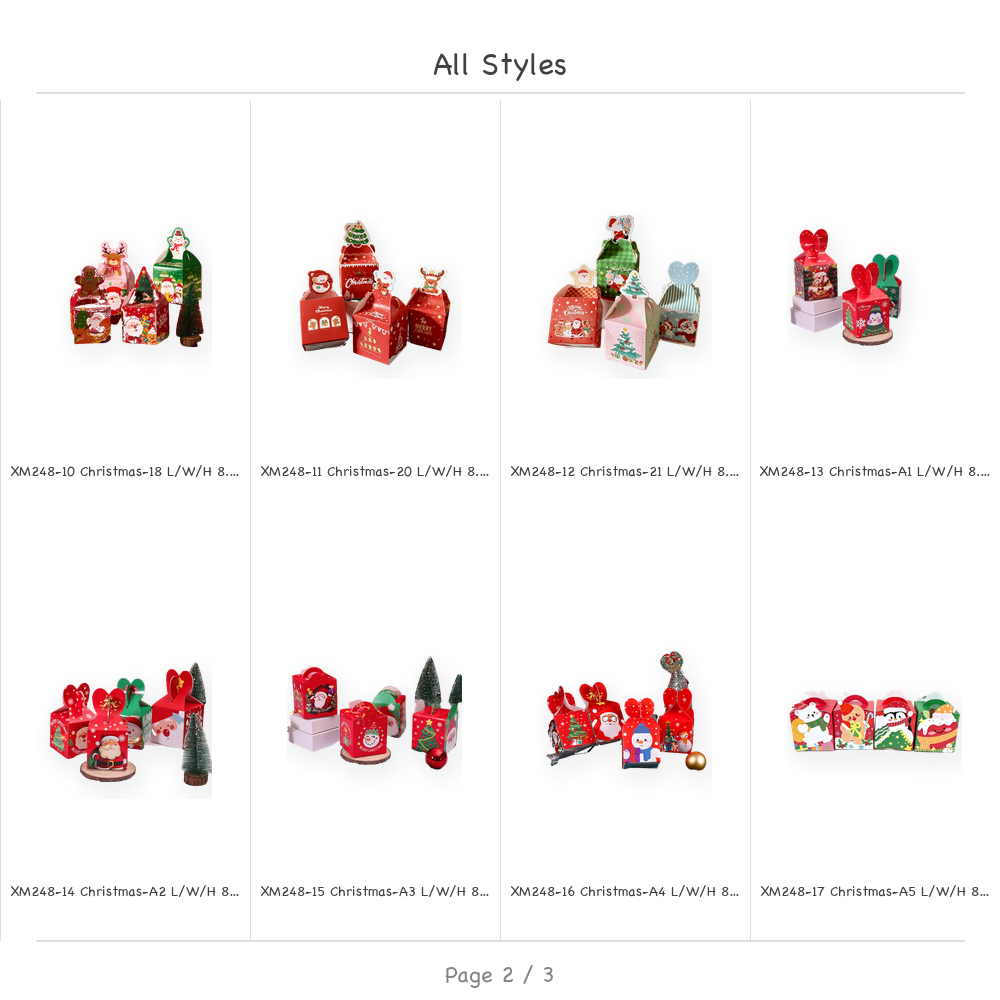 All Styles
XM248-10 Christmas-18 L/W/H 8....
XM248-11 Christmas-20 L/W/H 8....
XM248-12 Christmas-21 L/W/H 8....
XM248-13 Christmas-A1 L/W/H 8....
XM248-14 Christmas-A2 L/W/H 8...
XM248-15 Christmas-A3 L/W/H 8...
XM248-16 Christmas-A4 L/W/H 8...
XM248-17 Christmas-A5 L/W/H 8...
Page 2 / 3